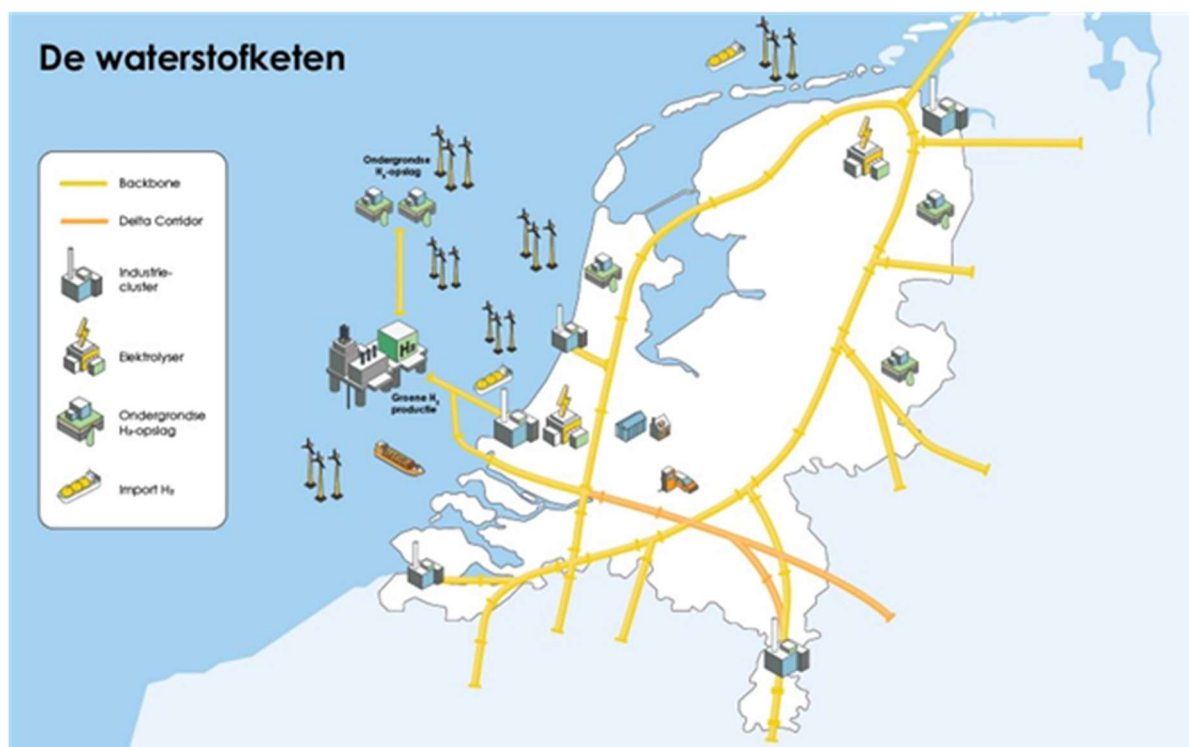 De waterstofketen
Backbone
Delta Corridor
Industrie-
cluster
Elektrolyser
Ondergrondse
H₂-opslag
Import H₂
Ondergrondse
H₂-opslag
H₂
Groene H₂
productie